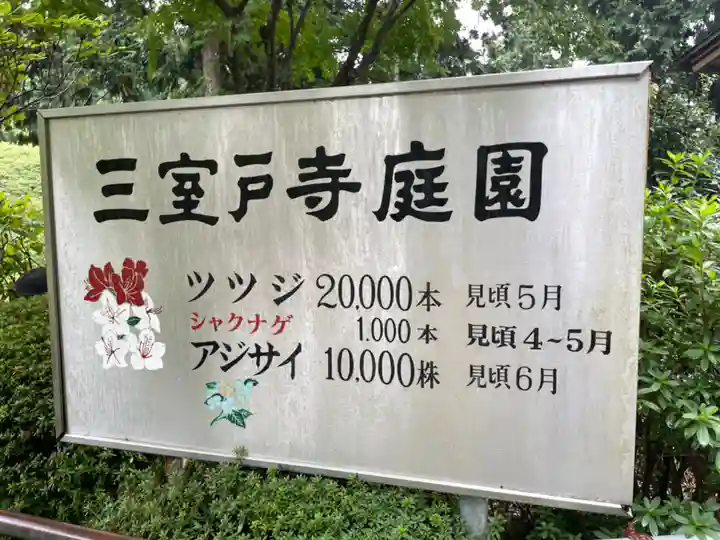 三室戸寺庭園
ツツジ 20,000本 見頃5月
シャクナゲ 1.000本 見頃4~5月
アジサイ 10,000株 見頃6月